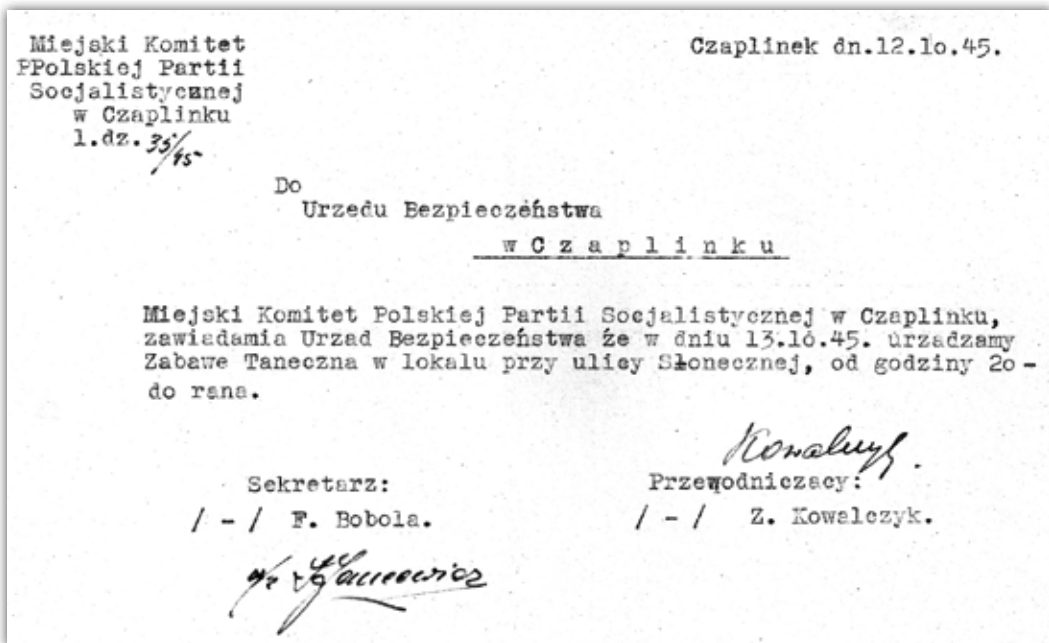 Miejski Komitet
PPolskiej Partii
Socjalistycznej
w Czaplinku
l.dz. 35/45
Czaplinek dn.12.1o.45.
Do
Urzedu Bezpieczeństwa
w C z a p l i n k u
Miejski Komitet Polskiej Partii Socjalistycznej w Czaplinku,
zawiadamia Urzad Bezpieczeństwa że w dniu 13.1o.45. urzadzamy
Zabawe Taneczna w lokalu przy ulicy Słonecznej, od godziny 2o -
do rana.
Kowalczyk.
Sekretarz:
Przewodniczacy:
/ - / F. Bobola.
/ - / Z. Kowalczyk.